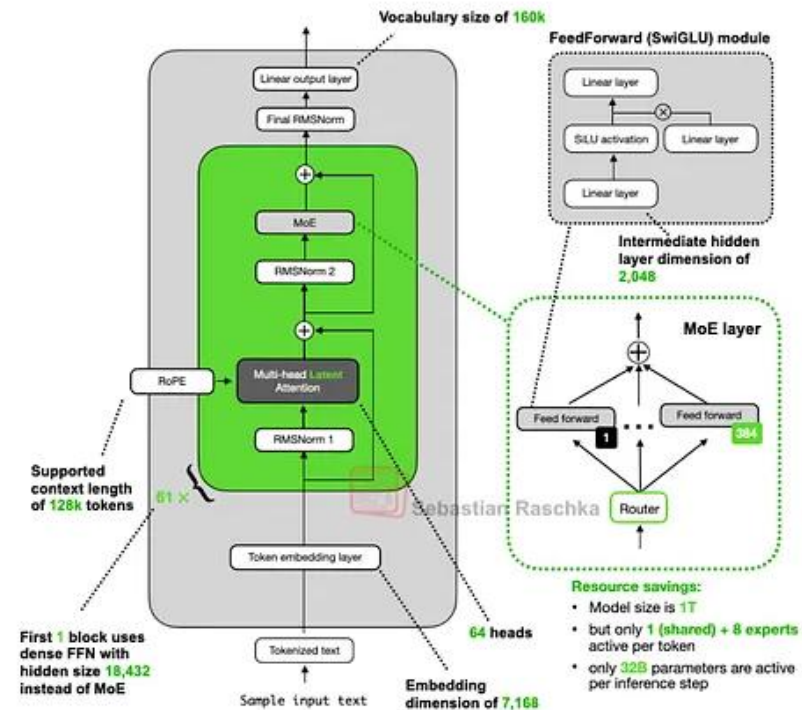 Vocabulary size of 160k
Linear output layer
Final RMSNorm
MoE
RMSNorm 2
RoPE
Multi-head Latent
Attention
RMSNorm 1
Supported
context length
of 128k tokens
61 ×
Sebastian Raschka
Token embedding layer
First 1 block uses
dense FFN with
hidden size 18,432
instead of MoE
64 heads
Tokenized text
Sample input text
Embedding
dimension of 7,168
FeedForward (SwiGLU) module
Linear layer
SiLU activation
Linear layer
Linear layer
Intermediate hidden
layer dimension of
2,048
MoE layer
Feed forward
1
Feed forward
384
Router
Resource savings:
• Model size is 1T
• but only 1 (shared) + 8 experts
active per token
• only 32B parameters are active
per inference step